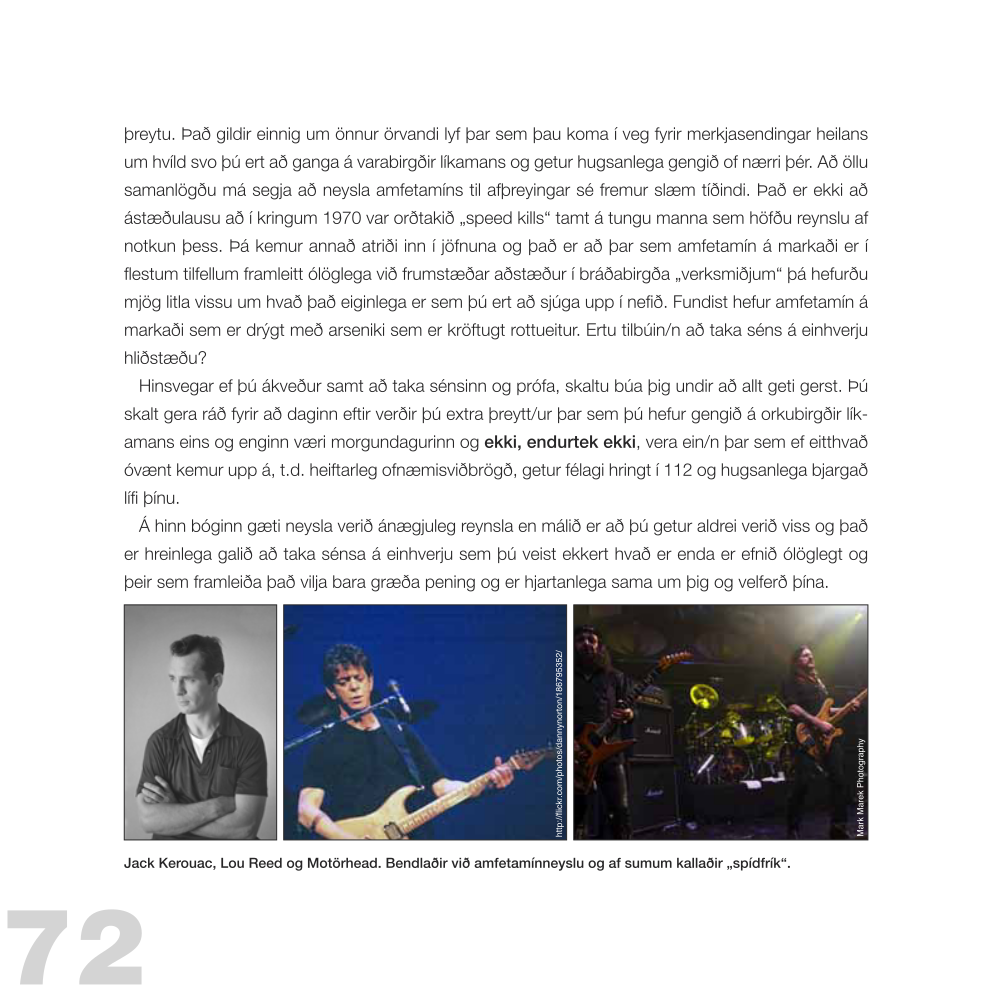 þreytu. Það gildir einnig um önnur örvandi lyf þar sem þau koma í veg fyrir merkjasendingar heilans
um hvíld svo þú ert að ganga á varabirgðir líkamans og getur hugsanlega gengið of nærri þér. Að öllu
samanlögðu má segja að neysla amfetamíns til afþreyingar sé fremur slæm tíðindi. Það er ekki að
ástæðulausu að í kringum 1970 var orðtakið „speed kills“ tamt á tungu manna sem höfðu reynslu af
notkun þess. Þá kemur annað atriði inn í jöfnuna og það er að þar sem amfetamín á markaði er í
flestum tilfellum framleitt ólöglega við frumstæðar aðstæður í bráðabirgða „verksmiðjum“ þá hefurðu
mjög litla vissu um hvað það eiginlega er sem þú ert að sjúga upp í nefið. Fundist hefur amfetamín á
markaði sem er drýgt með arseniki sem er kröftugt rottueitur. Ertu tilbúin/n að taka séns á einhverju
hliðstæðu?
Hinsvegar ef þú ákveður samt að taka sénsinn og prófa, skaltu búa þig undir að allt geti gerst. Þú
skalt gera ráð fyrir að daginn eftir verðir þú extra þreytt/ur þar sem þú hefur gengið á orkubirgðir lík-
amans eins og enginn væri morgundagurinn og ekki, endurtek ekki, vera ein/n þar sem ef eitthvað
óvænt kemur upp á, t.d. heiftarleg ofnæmisviðbrögð, getur félagi hringt í 112 og hugsanlega bjargað
lífi þínu.
Á hinn bóginn gæti neysla verið ánægjuleg reynsla en málið er að þú getur aldrei verið viss og það
er hreinlega galið að taka sénsa á einhverju sem þú veist ekkert hvað er enda er efnið ólöglegt og
þeir sem framleiða það vilja bara græða pening og er hjartanlega sama um þig og velferð þína.
http://flickr.com/photos/dannynorton/186795352/
Marshall
Marshall
Mark Marek Photography
Jack Kerouac, Lou Reed og Motörhead. Bendlaðir við amfetamínneyslu og af sumum kallaðir „spídfrík“.
72